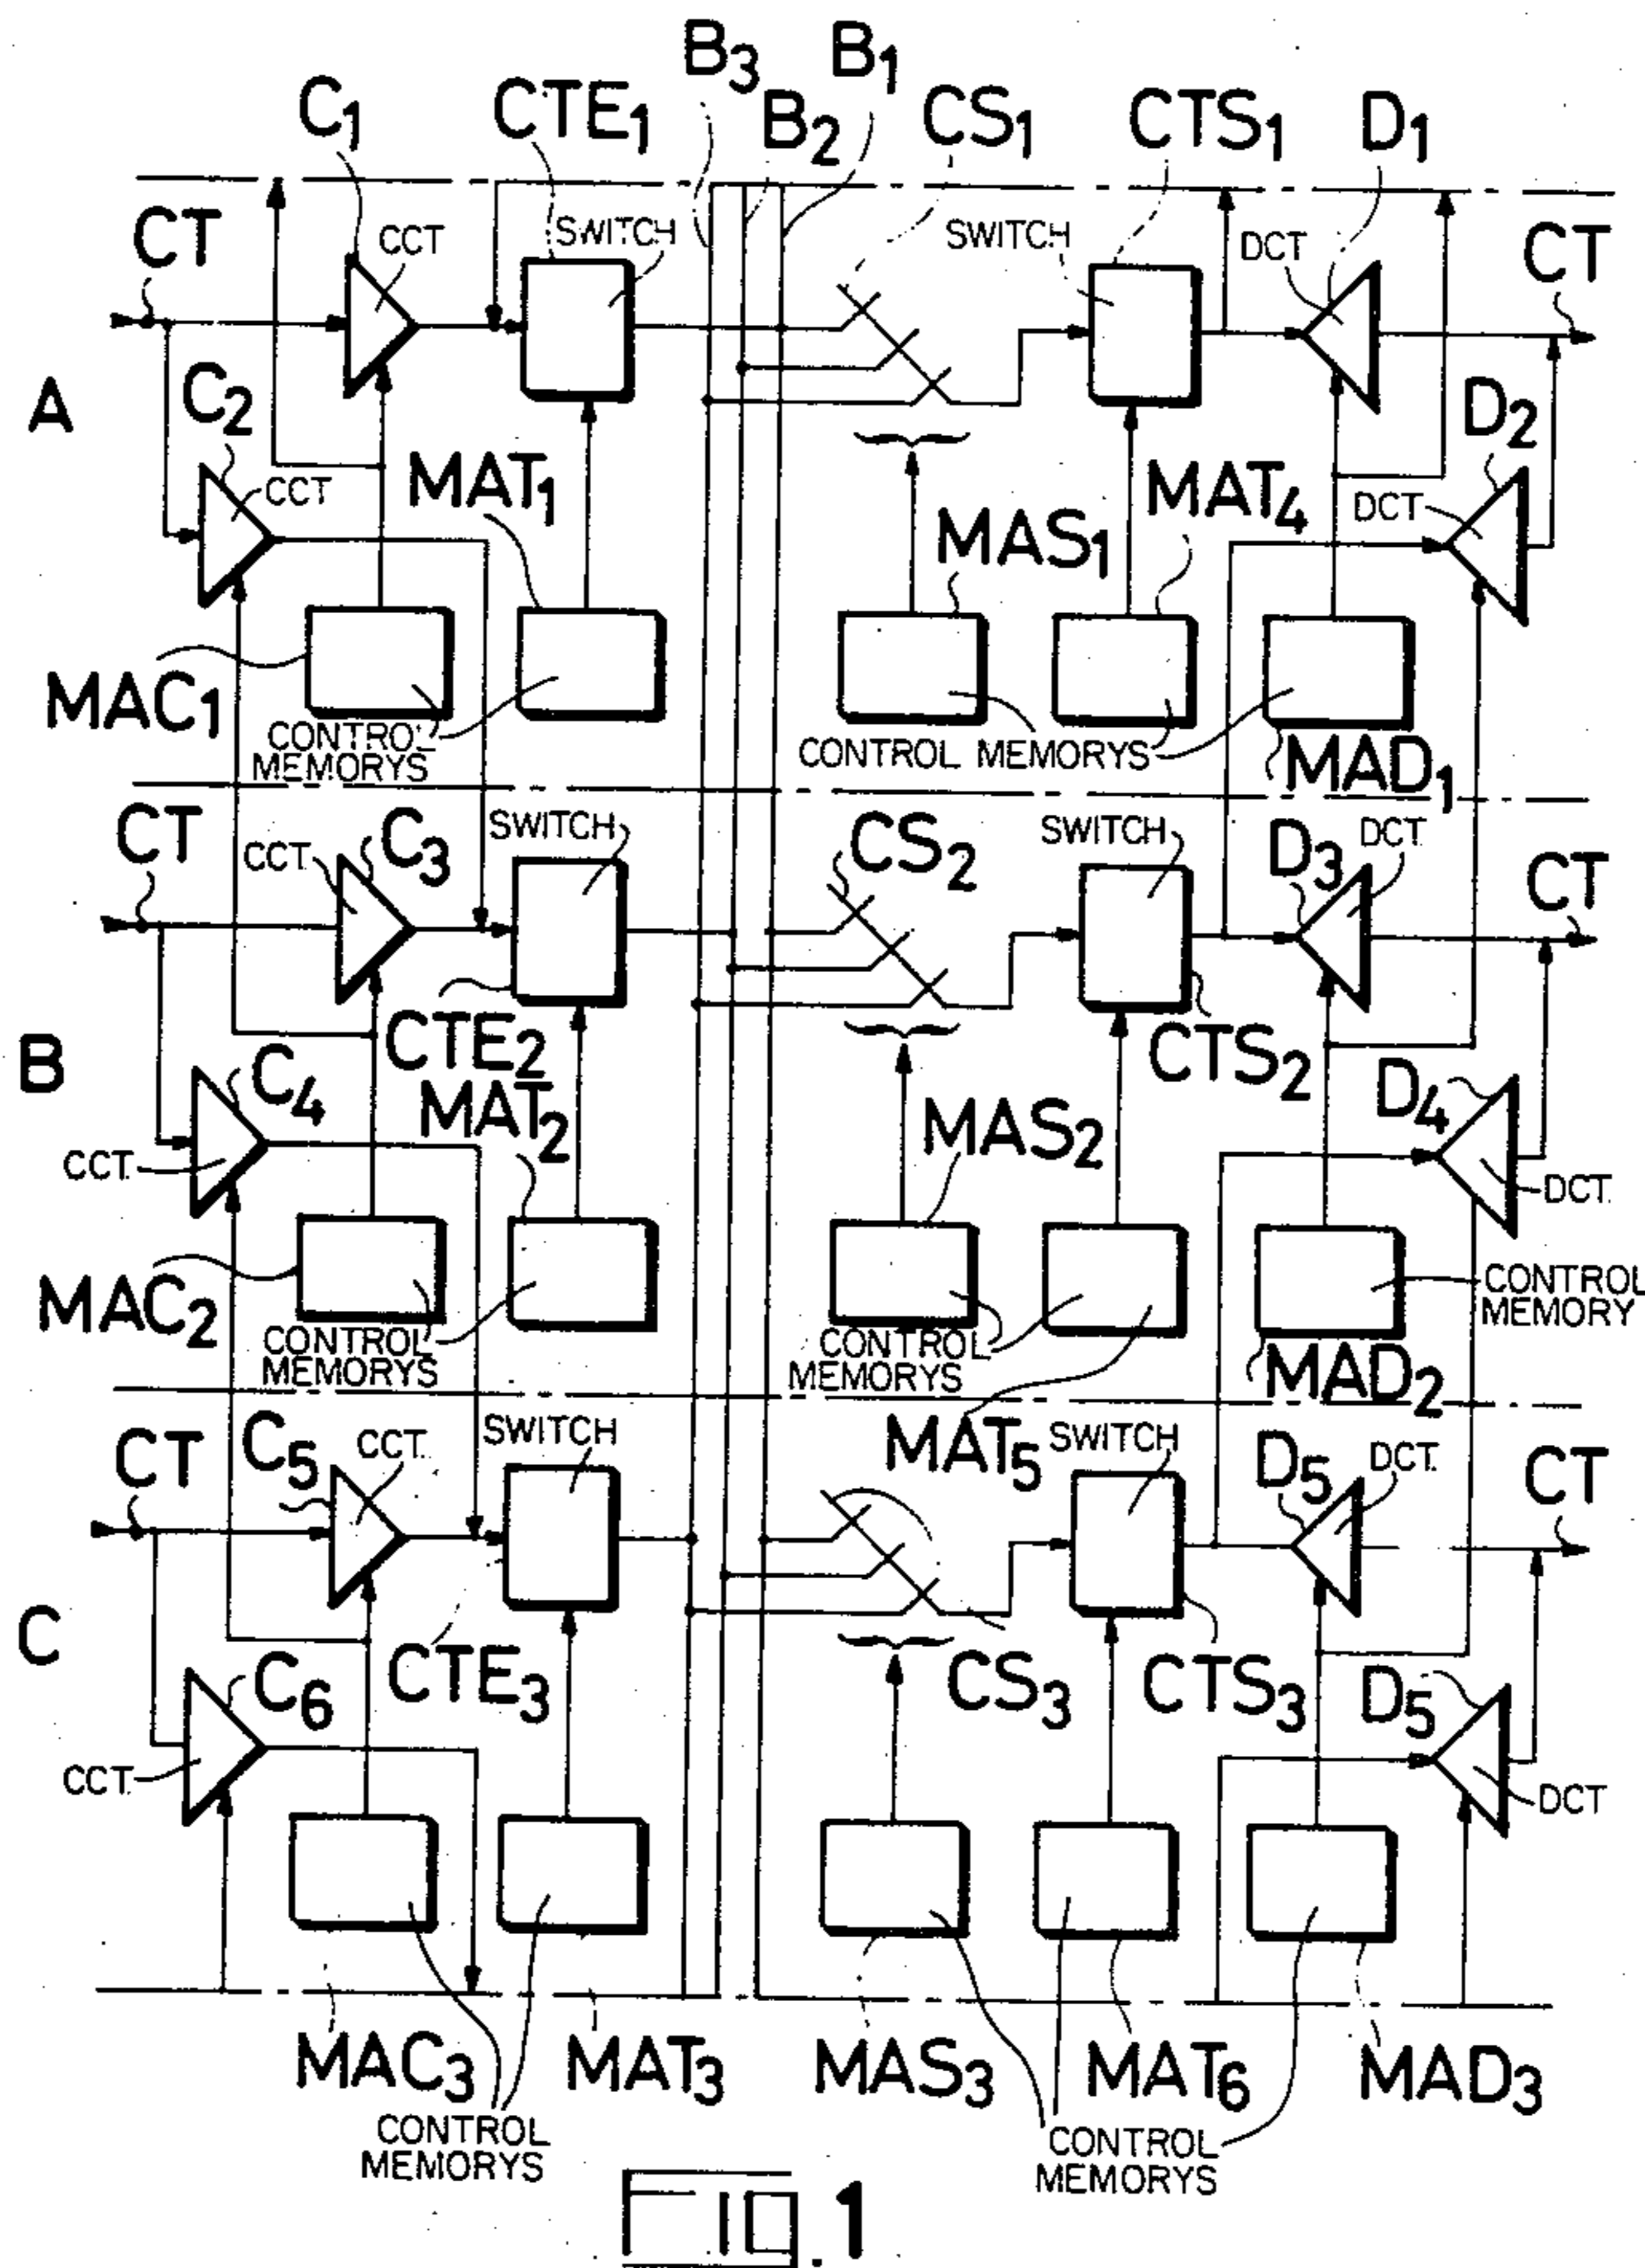 B3 B2 B1
C1 CTE1 CS1 CTS1 D1
CT CCT SWITCH SWITCH DCT CT
A C2 CCT MAT1 MAS1 MAT4 DCT D2
MAC1 CONTROL MEMORYS
CONTROL MEMORYS MAD1
CT CCT C3 SWITCH CS2 SWITCH D3 DCT CT
B C4 CTE2 CTS2 D4
CCT. MAT2 MAS2 DCT.
MAC2 CONTROL MEMORYS
CONTROL MEMORYS
CONTROL MEMORY
MAD2
MAT5
CT C5 CCT. SWITCH SWITCH D5 DCT. CT
C C6 CTE3 CS3 CTS3 D5
CCT. DCT
MAC3 MAT3 MAS3 MAT6 MAD3
CONTROL MEMORYS
CONTROL MEMORYS
FIG.1